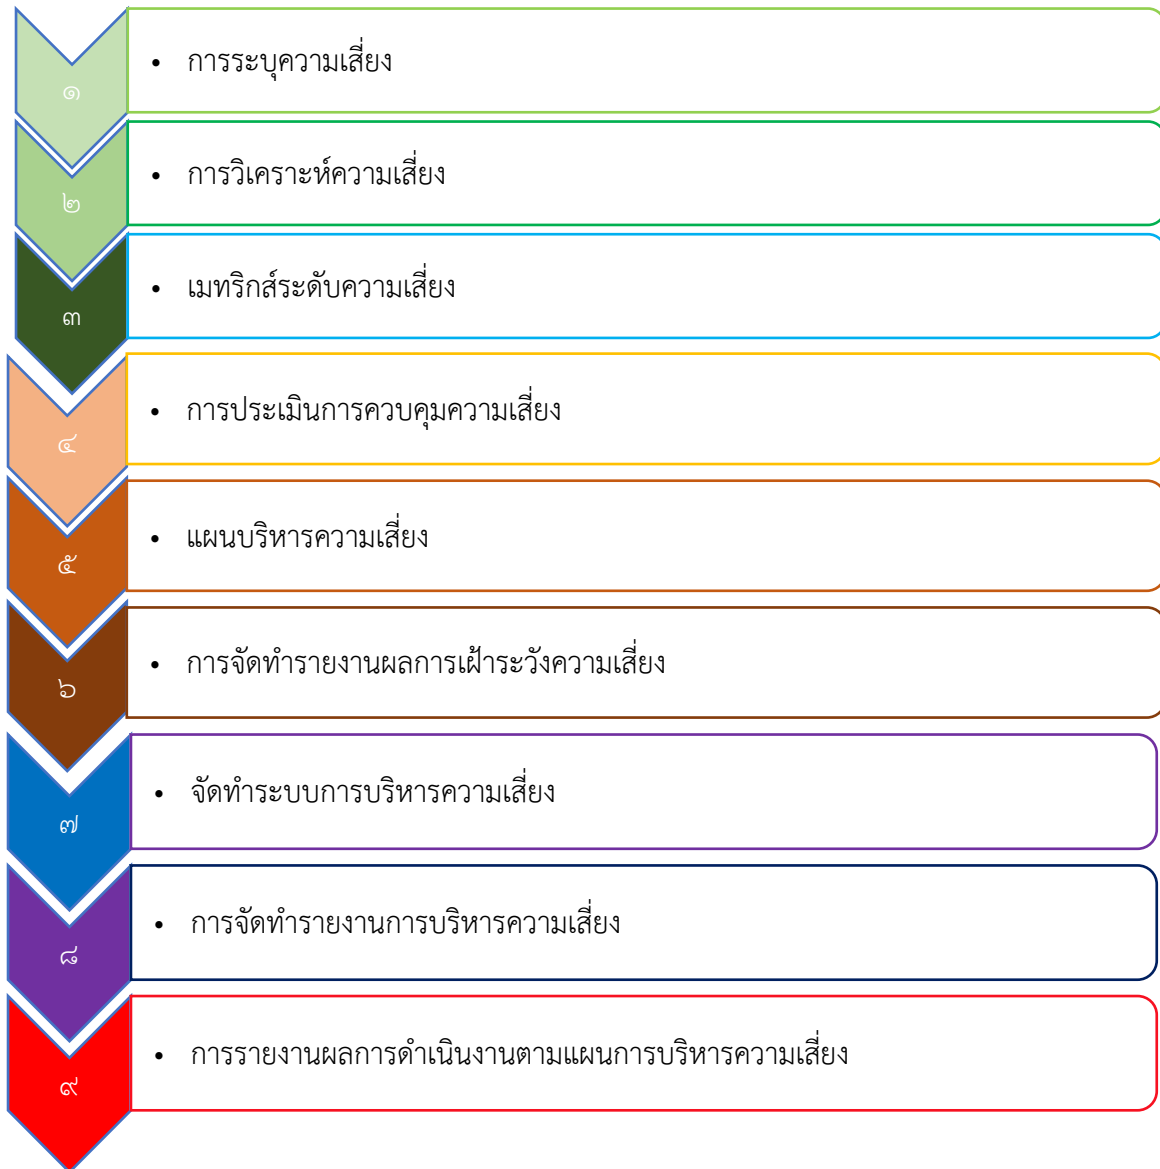 ๑
• การระบุความเสี่ยง
๒
• การวิเคราะห์ความเสี่ยง
๓
• เมทริกส์ระดับความเสี่ยง
๔
• การประเมินการควบคุมความเสี่ยง
๕
• แผนบริหารความเสี่ยง
๖
• การจัดทำรายงานผลการเฝ้าระวังความเสี่ยง
๗
• จัดทำระบบการบริหารความเสี่ยง
๘
• การจัดทำรายงานการบริหารความเสี่ยง
๙
• การรายงานผลการดำเนินงานตามแผนการบริหารความเสี่ยง